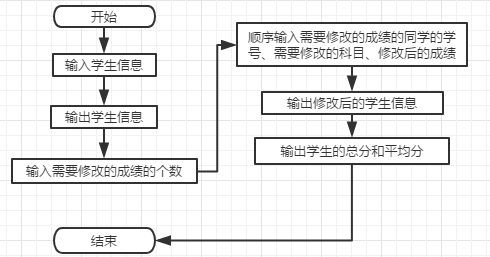 开始
输入学生信息
输出学生信息
输入需要修改的成绩的个数
顺序输入需要修改的成绩的同学的学
号、需要修改的科目、修改后的成绩
输出修改后的学生信息
输出学生的总分和平均分
结束